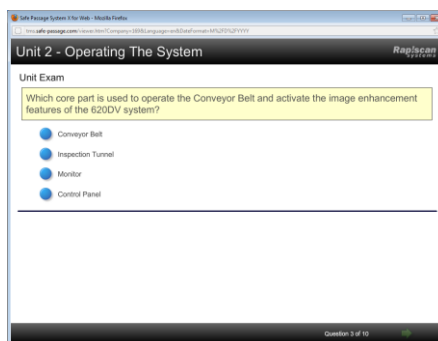 Safe Passage System X for Web - Mozilla Firefox
Unit 2 - Operating The System
Rapiscan
systems
Unit Exam
Which core part is used to operate the Conveyor Belt and activate the image enhancement
features of the 620DV system?
Conveyor Belt
Inspection Tunnel
Monitor
Control Panel
Question 3 of 10